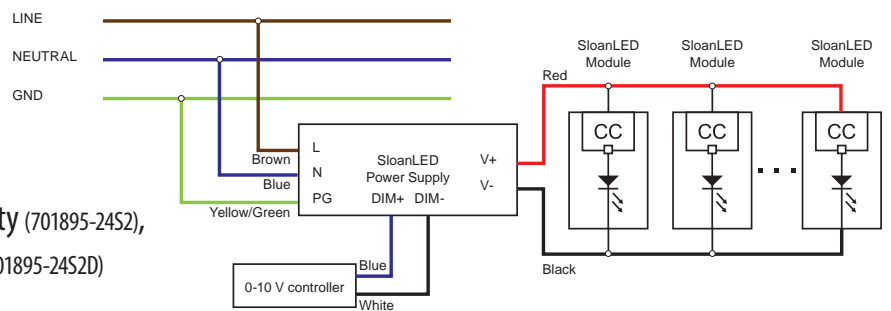 LINE
NEUTRAL
GND
SloanLED Module
SloanLED Module
SloanLED Module
Red
CC
CC
CC
L
N
PG
Brown
Blue
Yellow/Green
SloanLED
Power Supply
DIM+ DIM-
V+
V-
ty (701895-24S2),
01895-24S2D)
0-10 V controller
Blue
White
Black